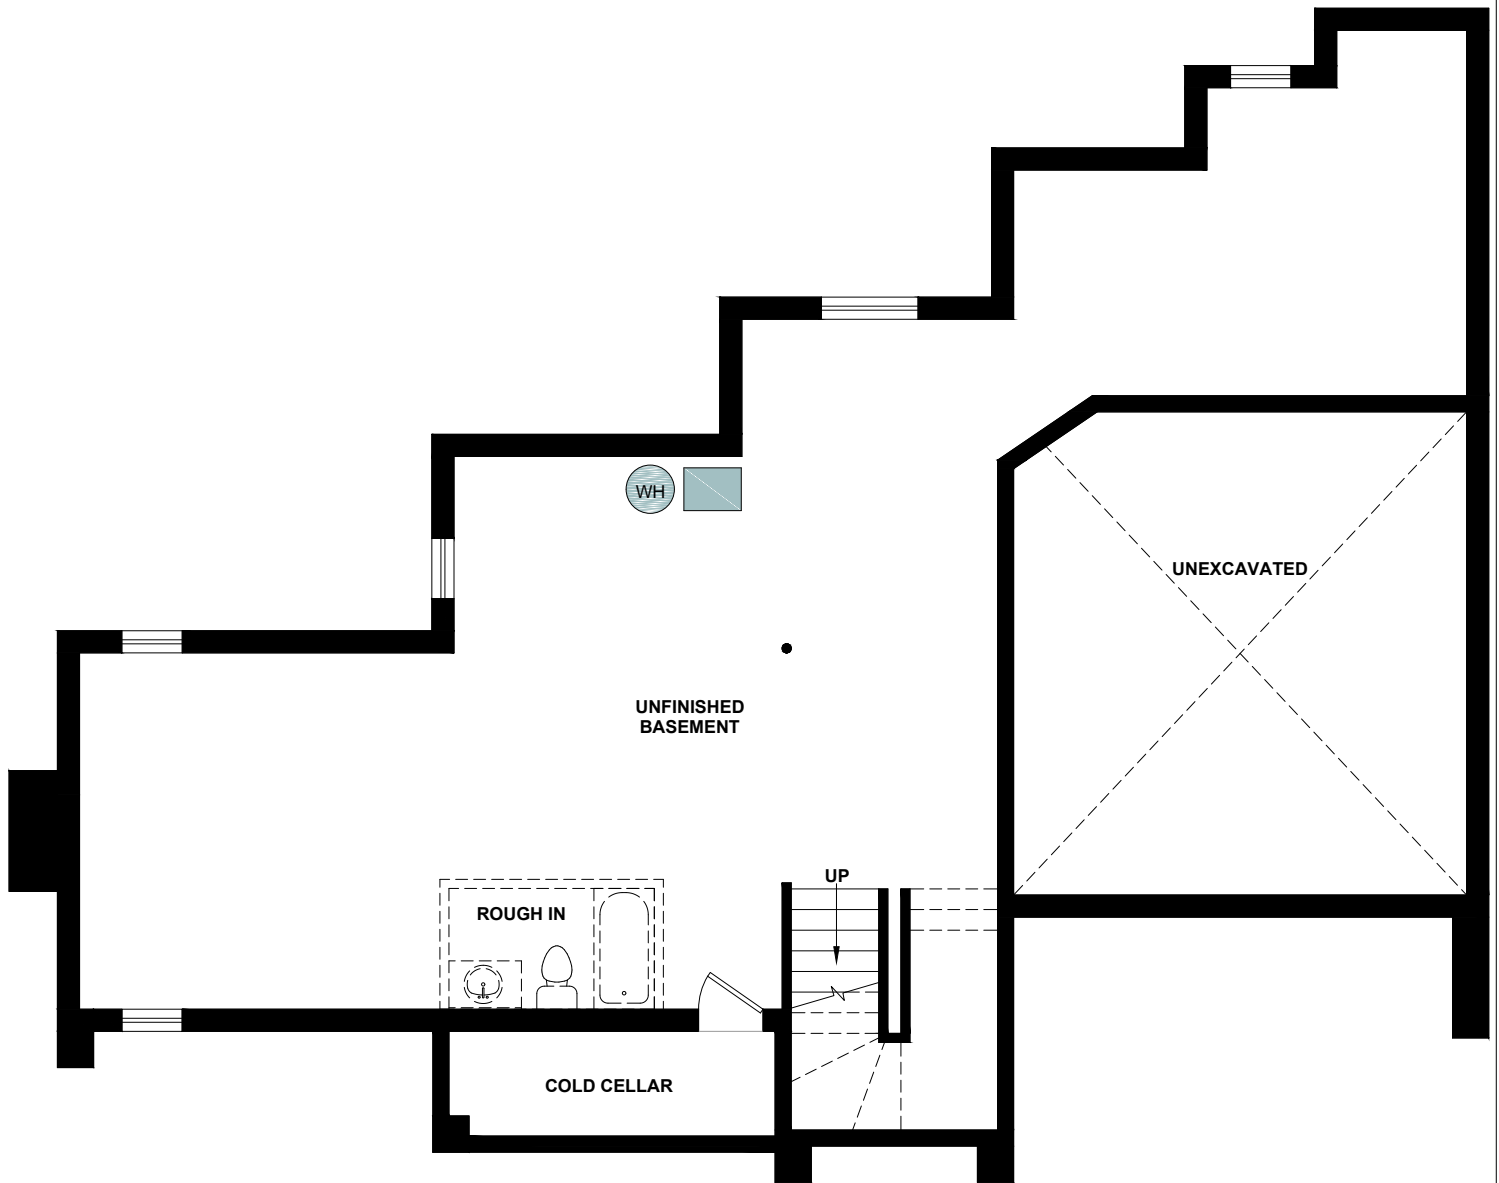 WH
UNEXCAVATED
UNFINISHED
BASEMENT
UP
ROUGH IN
COLD CELLAR